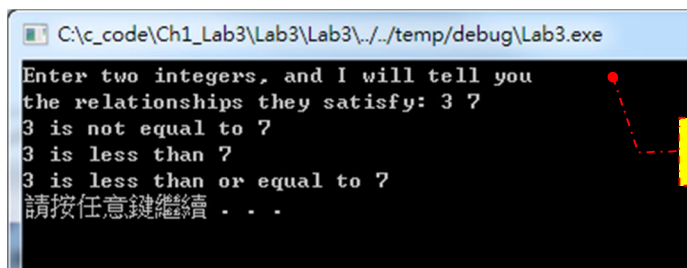 C:\c_code\Ch1_Lab3\Lab3\Lab3\../../temp/debug\Lab3.exe
Enter two integers, and I will tell you
the relationships they satisfy: 3 7
3 is not equal to 7
3 is less than 7
3 is less than or equal to 7
請按任意鍵繼續 . . .